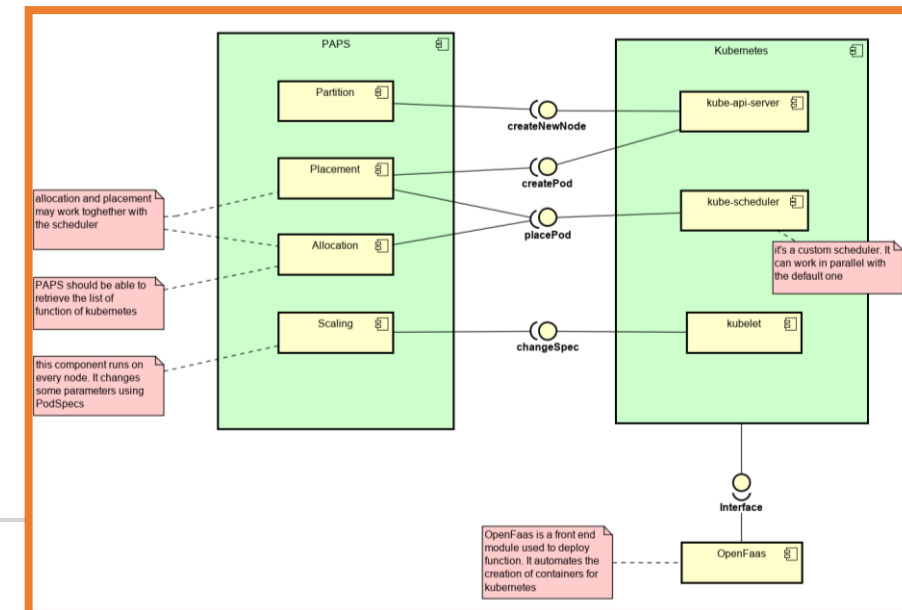 PAPS
Kubernetes
Partition
kube-api-server
createNewNode
Placement
createPod
allocation and placement
may work toghether with
the scheduler
kube-scheduler
placePod
Allocation
it's a custom scheduler. It
can work in parallel with
the default one
PAPS should be able to
retrieve the list of
function of kubernetes
Scaling
kubelet
changeSpec
this component runs on
every node. It changes
some parameters using
PodSpecs
Interface
OpenFaas is a front end
module used to deploy
function. It automates the
creation of containers for
kubernetes
OpenFaas